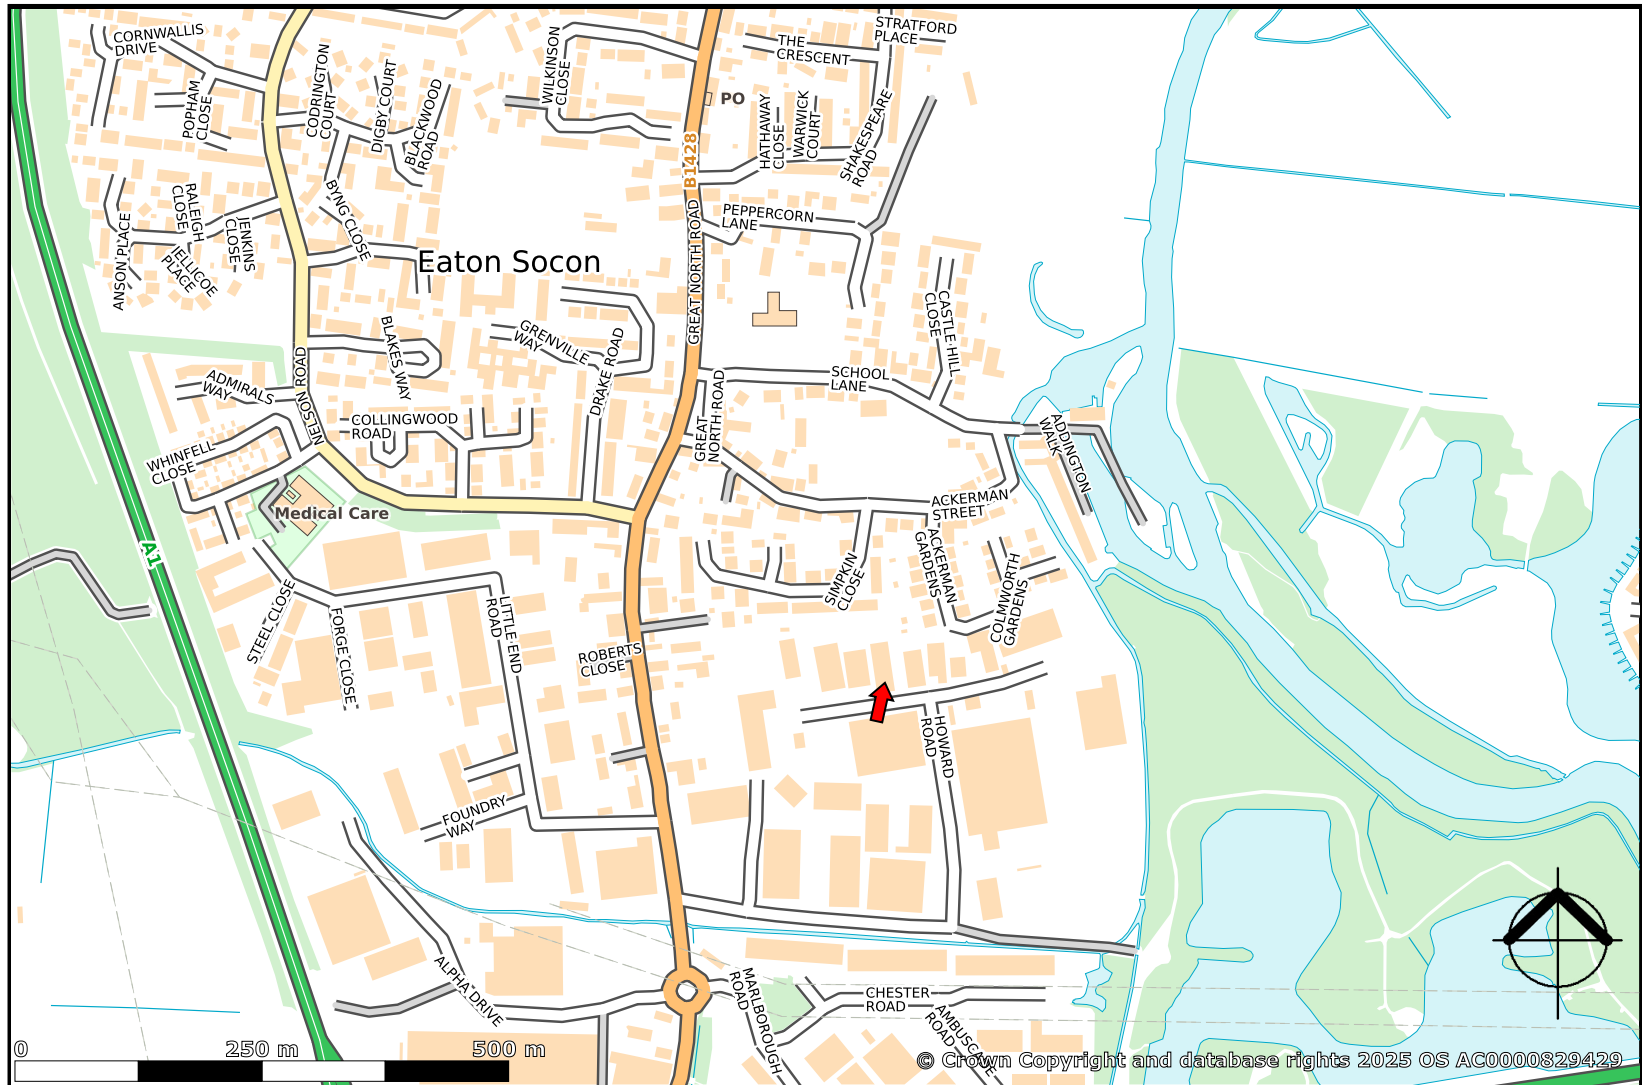 CORNWALLIS
DRIVE
POPHAM
CLOSE
CODRINGTON
COURT
DIGBY COURT
BLACKWOOD
ROAD
WILKINSON
CLOSE
PO
B1428
THE
CRESCENT
STRATFORD
PLACE
HATHAWAY
CLOSE
WARWICK
COURT
SHAKESPEARE
ROAD
ANSON PLACE
RALEIGH
CLOSE
JENKINS
CLOSE
JELLICOE
PLACE
BYNG CLOSE
Eaton Socon
GREAT NORTH ROAD
PEPPERCORN
LANE
CASTLE HILL
CLOSE
BLAKES WAY
GRENVILLE
WAY
DRAKE ROAD
ADMIRALS
WAY
NELSON ROAD
COLLINGWOOD
ROAD
WHINFELL
CLOSE
GREAT
NORTH ROAD
SCHOOL
LANE
ADDINGTON
WALK
Medical Care
A1
ACKERMAN
STREET
ACKERMAN
GARDENS
SIMPKIN
CLOSE
COLMWORTH
GARDENS
STEEL CLOSE
FORGE CLOSE
LITTLE END
ROAD
ROBERTS
CLOSE
HOWARD
ROAD
FOUNDRY
WAY
ALPHA DRIVE
MARLBOROUGH
ROAD
CHESTER
ROAD
AMBUSCADE
ROAD
0 250 m 500 m
© Crown Copyright and database rights 2025 OS AC0000829429